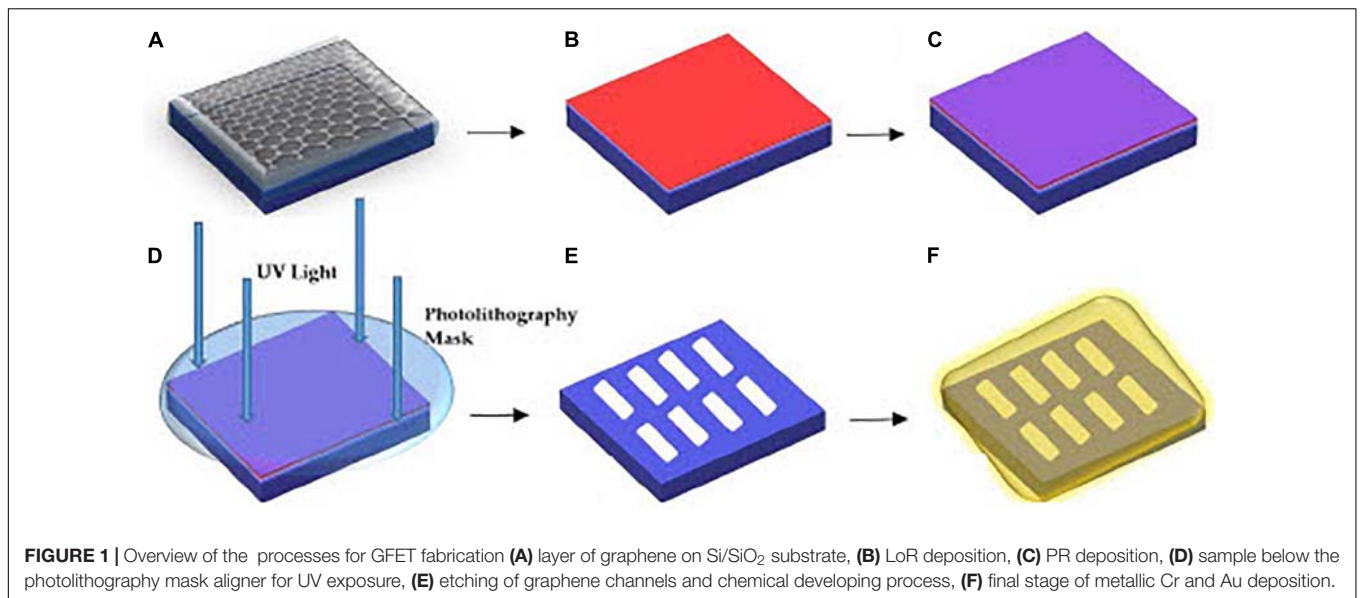 A
B
C
D
UV Light
Photolithography
Mask
E
F
FIGURE 1 | Overview of the processes for GFET fabrication (A) layer of graphene on Si/SiO₂ substrate, (B) LoR deposition, (C) PR deposition, (D) sample below the
photolithography mask aligner for UV exposure, (E) etching of graphene channels and chemical developing process, (F) final stage of metallic Cr and Au deposition.